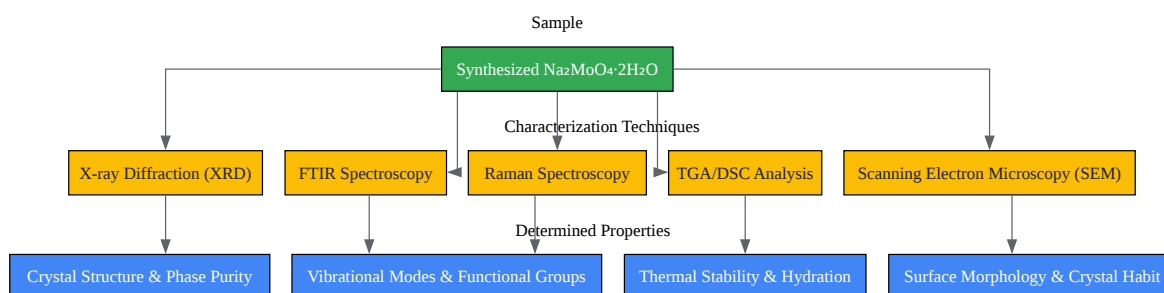 Sample
Synthesized Na₂MoO₄·2H₂O
Characterization Techniques
X-ray Diffraction (XRD)
FTIR Spectroscopy
Raman Spectroscopy
TGA/DSC Analysis
Scanning Electron Microscopy (SEM)
Determined Properties
Crystal Structure & Phase Purity
Vibrational Modes & Functional Groups
Thermal Stability & Hydration
Surface Morphology & Crystal Habit